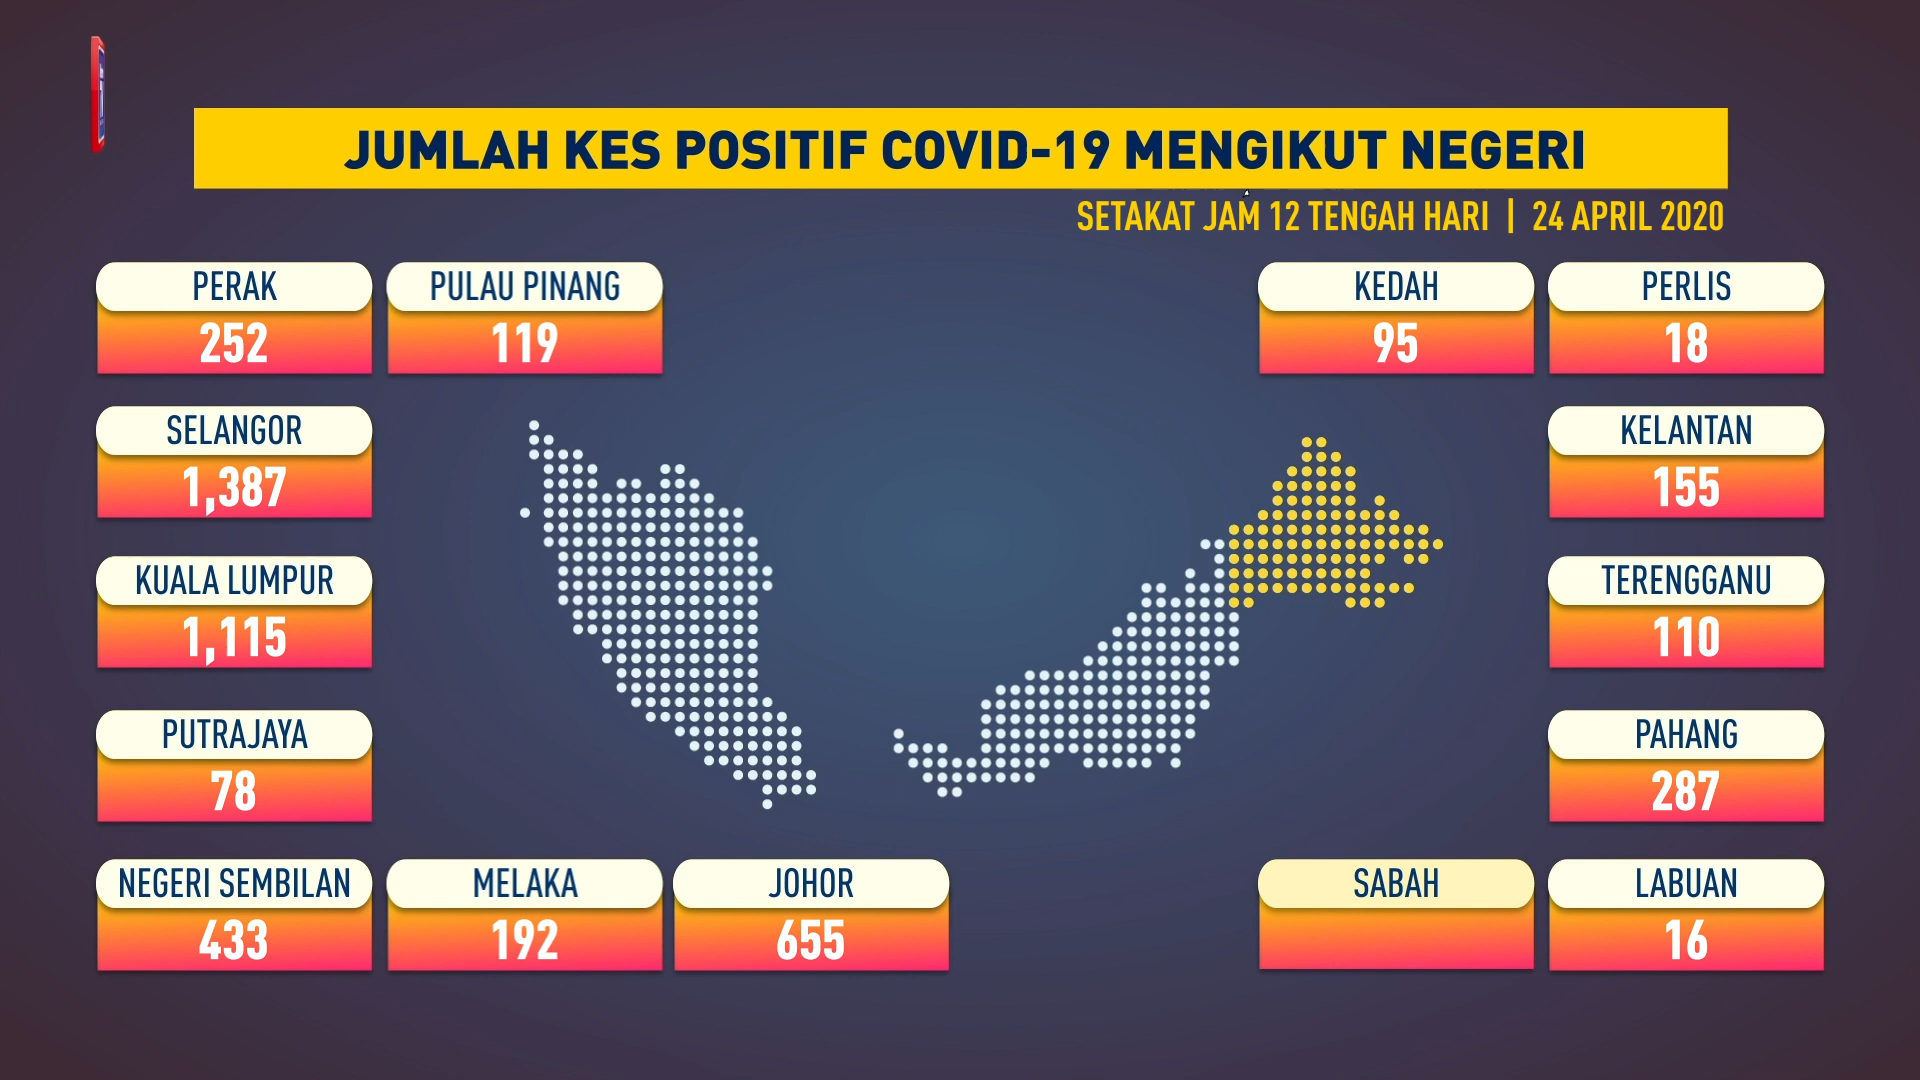 JUMLAH KES POSITIF COVID-19 MENGIKUT NEGERI
SETAKAT JAM 12 TENGAH HARI | 24 APRIL 2020
PERAK
252
PULAU PINANG
119
KEDAH
95
PERLIS
18
SELANGOR
1,387
KELANTAN
155
KUALA LUMPUR
1,115
TERENGGANU
110
PUTRAJAYA
78
PAHANG
287
NEGERI SEMBILAN
433
MELAKA
192
JOHOR
655
SABAH
LABUAN
16